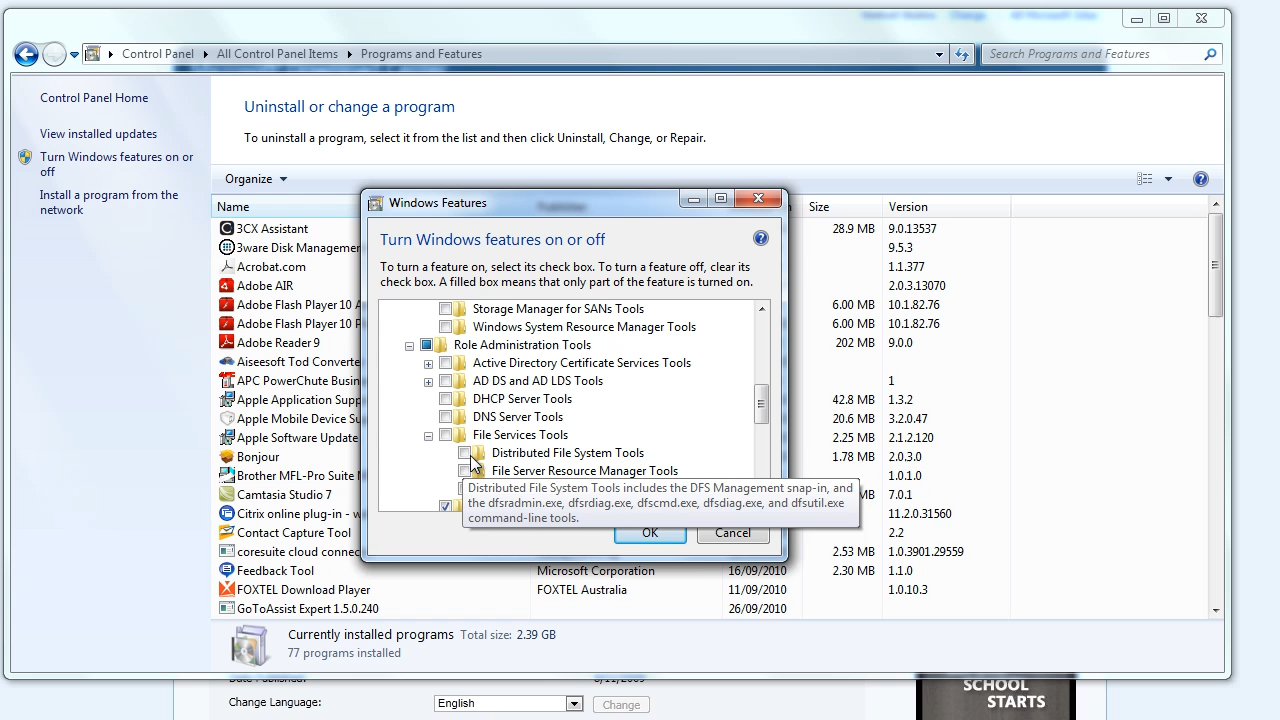 Control Panel
All Control Panel Items
Programs and Features
Search Programs and Features
Control Panel Home
View installed updates
Turn Windows features on or
off
Install a program from the
network
Uninstall or change a program
To uninstall a program, select it from the list and then click Uninstall, Change, or Repair.
Organize
Name
Size
Version
3CX Assistant
28.9 MB
9.0.13537
3ware Disk Managemer
9.5.3
Acrobat.com
1.1.377
Adobe AIR
2.0.3.13070
Adobe Flash Player 10 A
6.00 MB
10.1.82.76
Adobe Flash Player 10 P
6.00 MB
10.1.82.76
Adobe Reader 9
202 MB
9.0.0
Aiseesoft Tod Converte
APC PowerChute Busin
1
Apple Application Supp
42.8 MB
1.3.2
Apple Mobile Device Su
20.6 MB
3.2.0.47
Apple Software Update
2.25 MB
2.1.2.120
Bonjour
1.78 MB
2.0.3.0
Brother MFL-Pro Suite
1.0.1.0
Camtasia Studio 7
7.0.1
Citrix online plug-in - w
11.2.0.31560
Contact Capture Tool
2.2
coresuite cloud connec
2.53 MB
1.0.3901.29559
Feedback Tool
Microsoft Corporation
16/09/2010
2.30 MB
1.1.0
FOXTEL Download Player
FOXTEL Australia
11/09/2010
1.0.10.3
GoToAssist Expert 1.5.0.240
26/09/2010
Windows Features
Turn Windows features on or off
To turn a feature on, select its check box. To turn a feature off, clear its
check box. A filled box means that only part of the feature is turned on.
Storage Manager for SANs Tools
Windows System Resource Manager Tools
Role Administration Tools
Active Directory Certificate Services Tools
AD DS and AD LDS Tools
DHCP Server Tools
DNS Server Tools
File Services Tools
Distributed File System Tools
File Server Resource Manager Tools
Distributed File System Tools includes the DFS Management snap-in, and
the dfsradmin.exe, dfsrdiag.exe, dfscmd.exe, dfsdiag.exe, and dfsutil.exe
command-line tools.
OK
Cancel
Currently installed programs
Total size: 2.39 GB
77 programs installed
Change Language:
English
Change
SCHOOL
STARTS